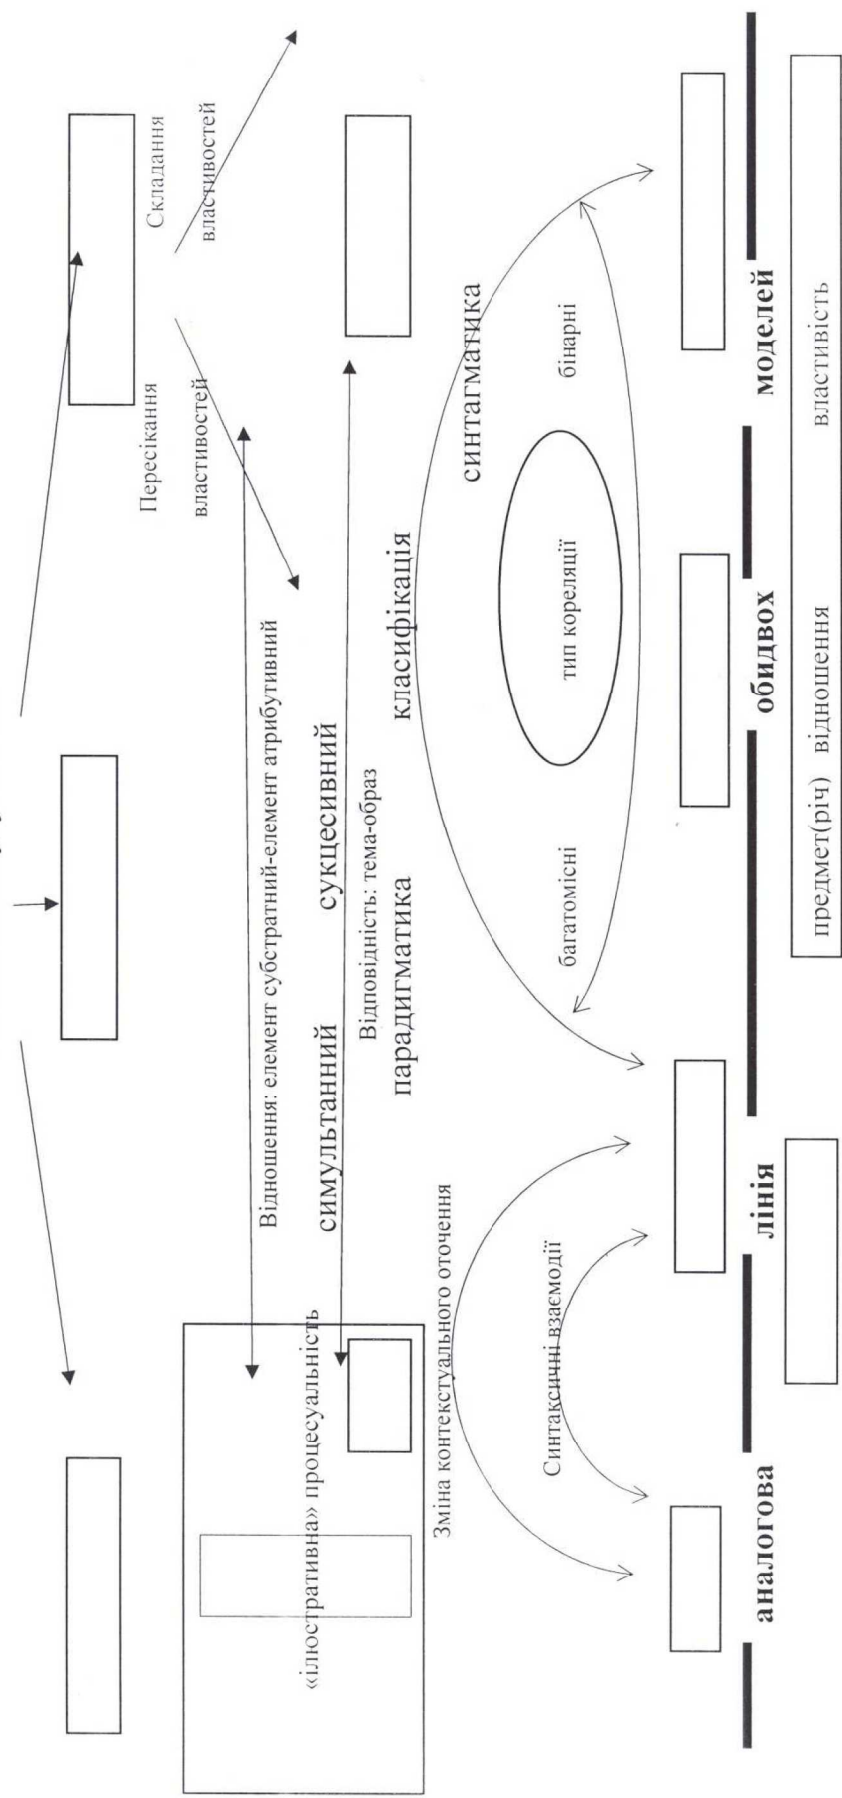 Складання
властивостей
Пересікання
властивостей
Відношення: елемент субстратний-елемент атрибутивний
«ілюстративна» процесуальність
симультанний сукцесивний
Відповідність: тема-образ
парадигматика класифікація
синтагматика
Зміна контекстуального оточення
Синтаксичні взаємодії
багатомісні тип кореляції бінарні
аналогова лінія обидвох моделей
предмет(річ) відношення властивість